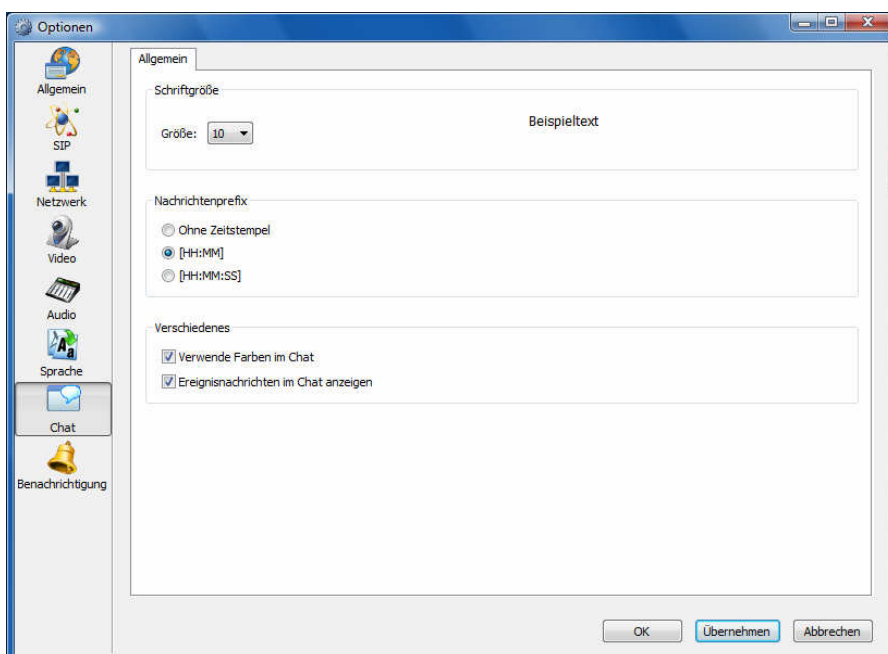 Optionen
Allgemein
SIP
Netzwerk
Video
Audio
Sprache
Chat
Benachrichtigung
Allgemein
Schriftgröße
Größe: 10
Beispieltext
Nachrichtenprefix
Ohne Zeitstempel
[HH:MM]
[HH:MM:SS]
Verschiedenes
Verwende Farben im Chat
Ereignisnachrichten im Chat anzeigen
OK
Übernehmen
Abbrechen